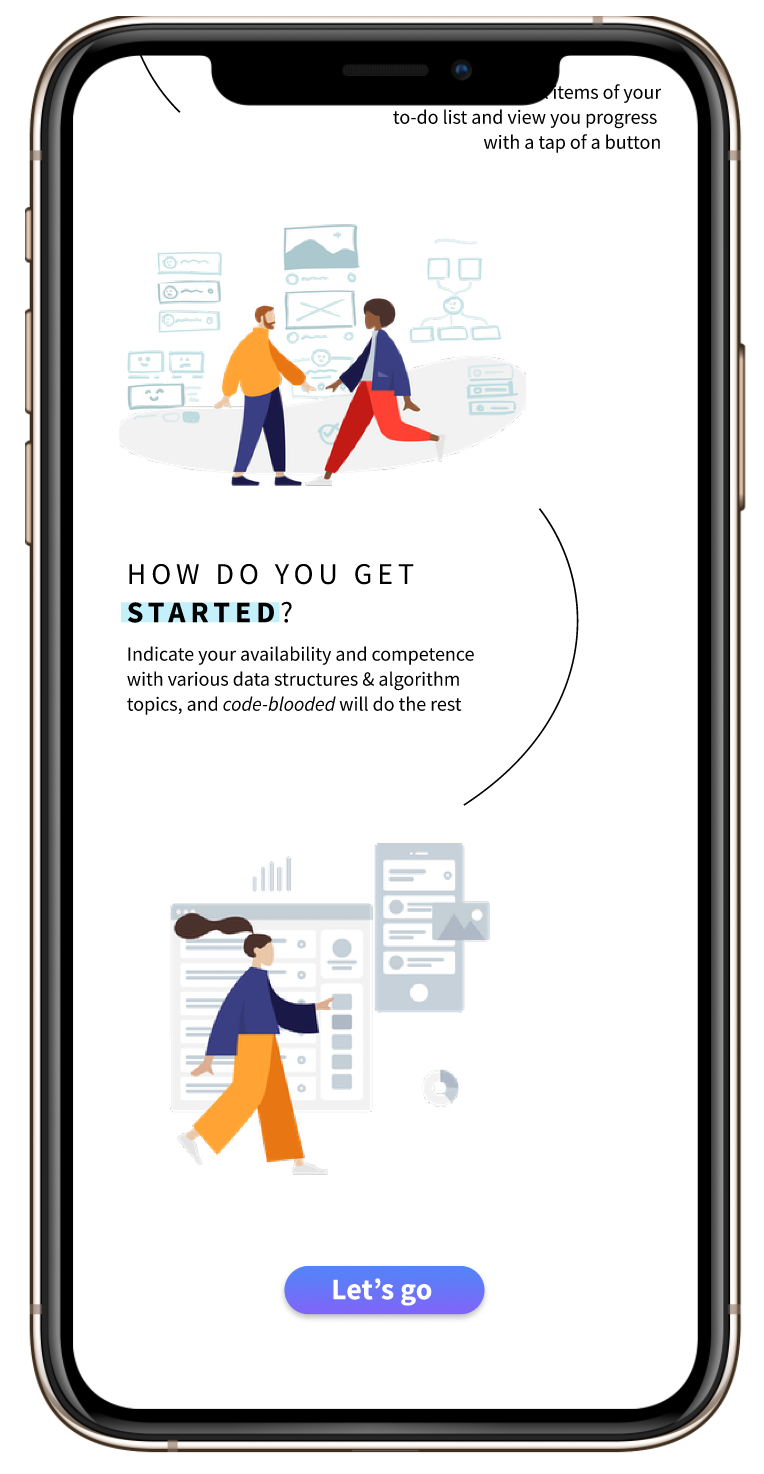 items of your
to-do list and view you progress
with a tap of a button
HOW DO YOU GET
STARTED?
Indicate your availability and competence
with various data structures & algorithm
topics, and code-blooded will do the rest
Let's go